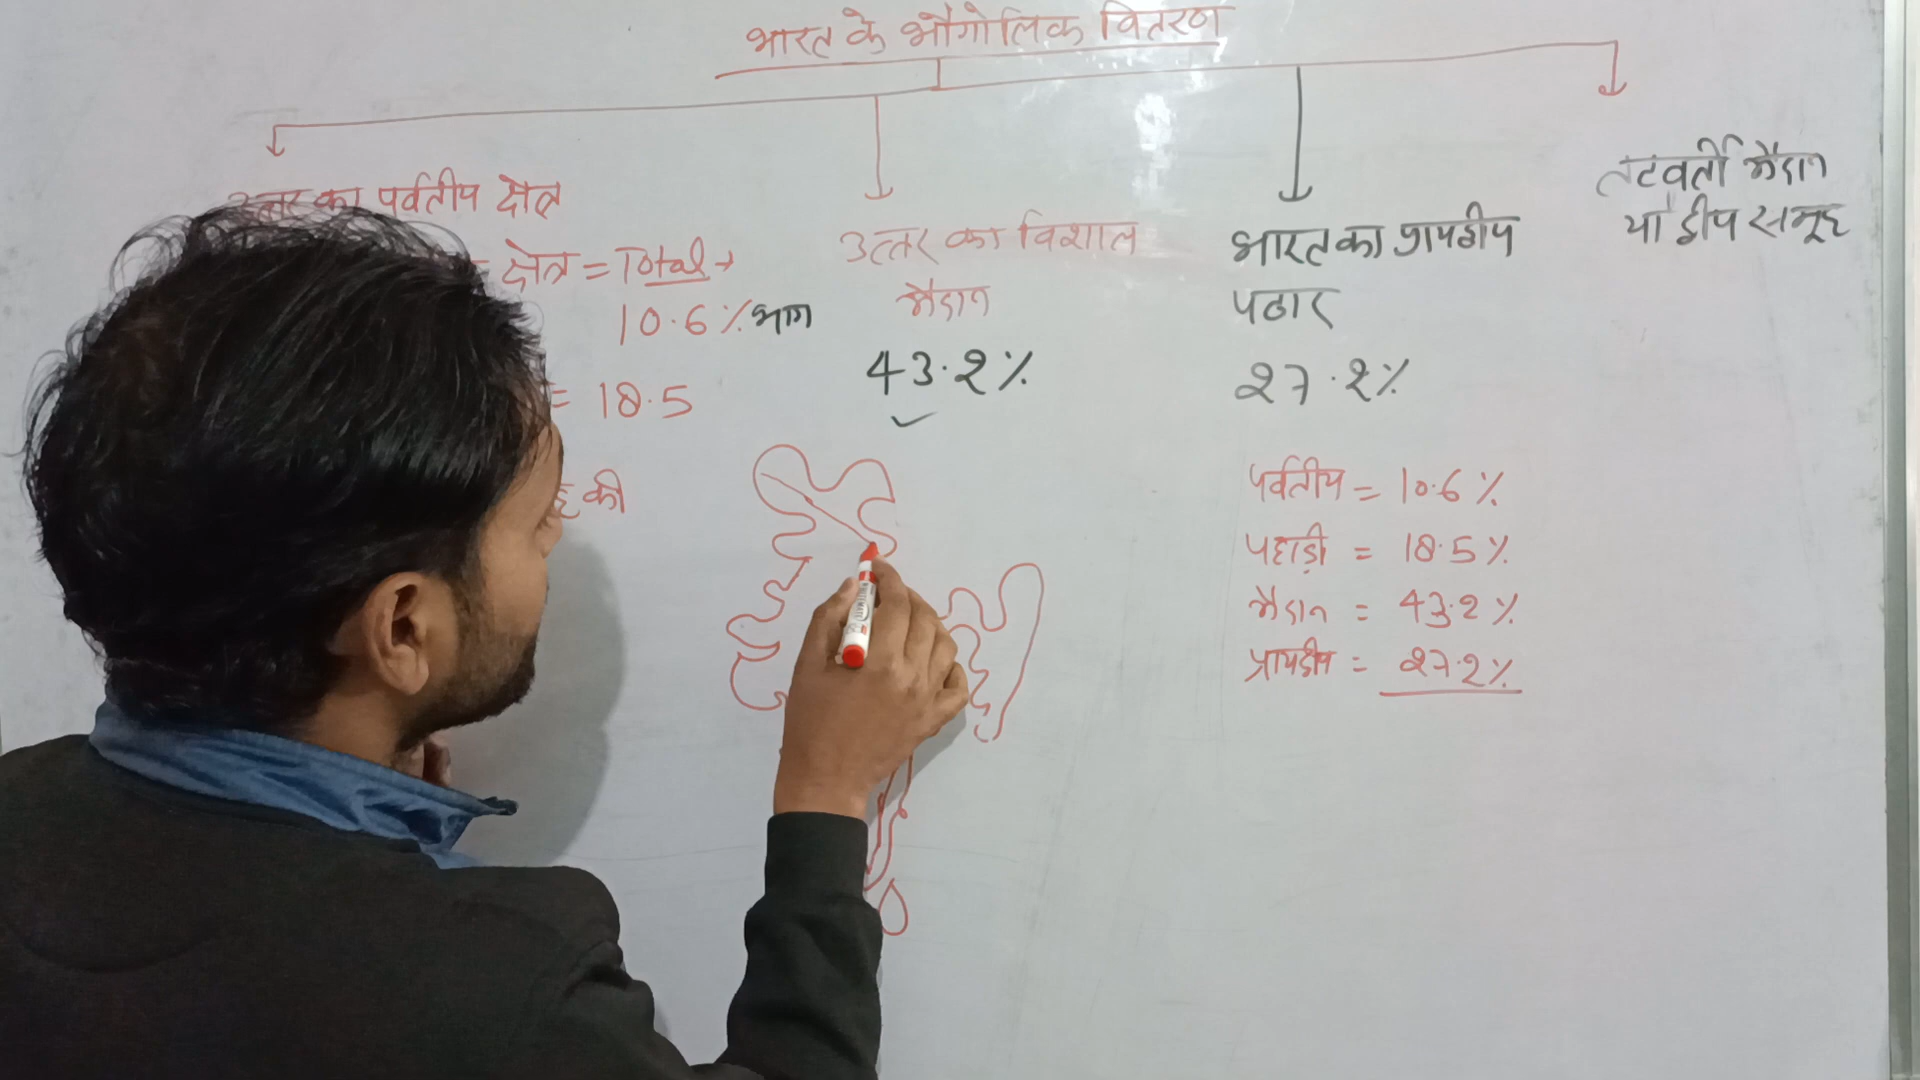 भारत के भौगोलिक वितरण
उत्तर का पर्वतीय क्षेत्र
क्षेत्र = Total →
10.6% भाग
= 18.5
की
उत्तर का विशाल
मैदान
43.2%
भारत का प्रायद्वीप
पठार
27.2%
तटवर्ती मैदान
या द्वीप समूह
पर्वतीय = 10.6%
पहाड़ी = 18.5%
मैदान = 43.2%
प्रायद्वीप = 27.2%